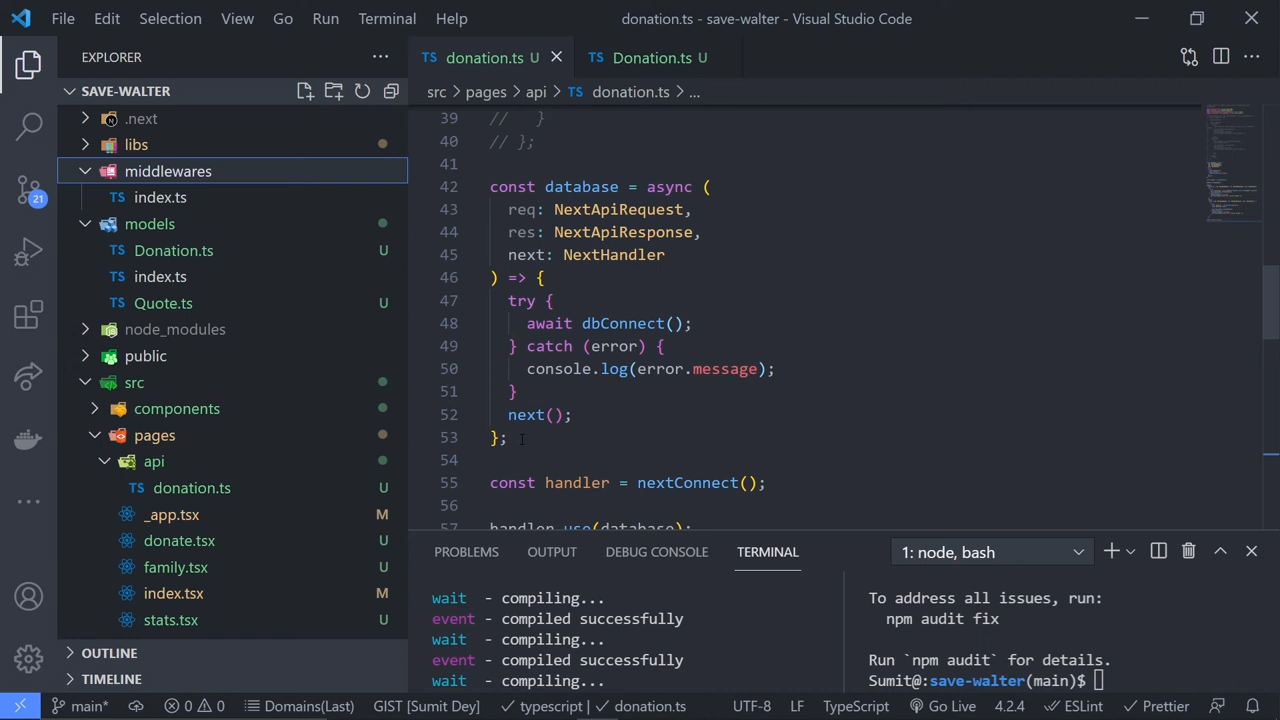 File Edit Selection View Go Run Terminal Help donation.ts - save-walter - Visual Studio Code
EXPLORER
SAVE-WALTER
.next
libs
middlewares
index.ts
models
Donation.ts U
index.ts
Quote.ts U
node_modules
public
src
components
pages
api
donation.ts U
_app.tsx M
donate.tsx U
family.tsx U
index.tsx M
stats.tsx U
OUTLINE
TIMELINE
21
TS donation.ts U
TS Donation.ts U
src > pages > api > TS donation.ts > ...
39 // }
40 // };
41
42 const database = async (
43 req: NextApiRequest,
44 res: NextApiResponse,
45 next: NextHandler
46 ) => {
47 try {
48 await dbConnect();
49 } catch (error) {
50 console.log(error.message);
51 }
52 next();
53 };
54
55 const handler = nextConnect();
56
57 handler.use(database);
PROBLEMS OUTPUT DEBUG CONSOLE TERMINAL 1: node, bash
wait - compiling...
event - compiled successfully
wait - compiling...
event - compiled successfully
wait - compiling...
To address all issues, run:
npm audit fix
Run `npm audit` for details.
Sumit@:save-walter(main)$
main* 0 0 Domains(Last) GIST [Sumit Dey] typescript | donation.ts UTF-8 LF TypeScript Go Live 4.2.4 ESLint Prettier